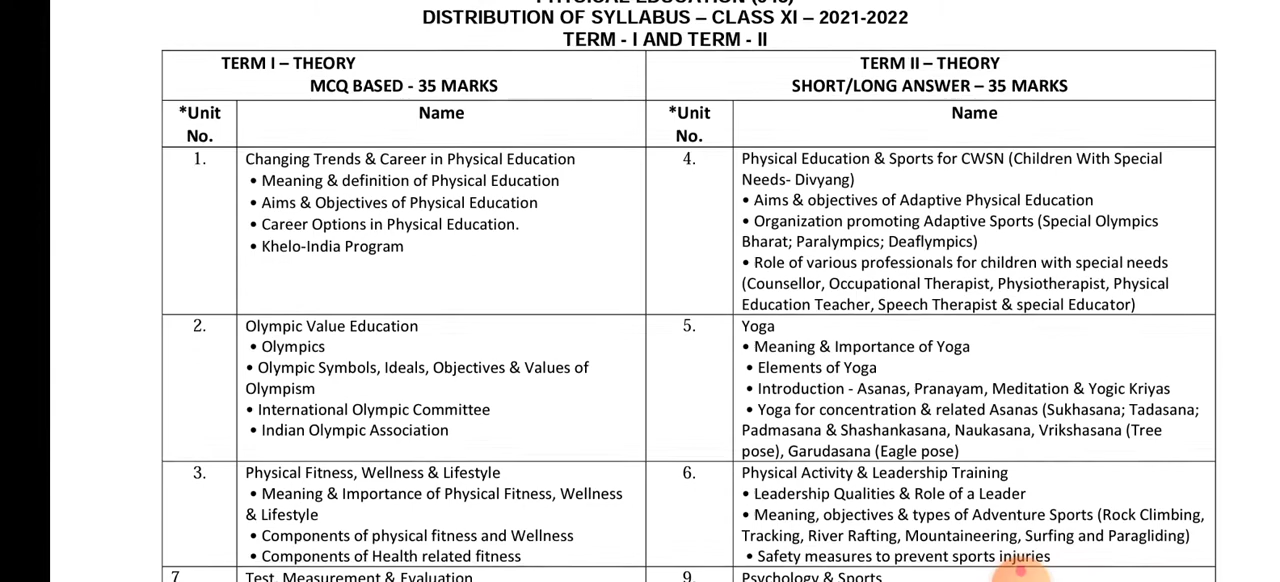 PHYSICAL EDUCATION (048)
DISTRIBUTION OF SYLLABUS – CLASS XI – 2021-2022
TERM - I AND TERM - II
TERM I – THEORY
MCQ BASED - 35 MARKS
TERM II – THEORY
SHORT/LONG ANSWER – 35 MARKS
*Unit
No.
Name
*Unit
No.
Name
1.
Changing Trends & Career in Physical Education
• Meaning & definition of Physical Education
• Aims & Objectives of Physical Education
• Career Options in Physical Education.
• Khelo-India Program
4.
Physical Education & Sports for CWSN (Children With Special
Needs- Divyang)
• Aims & objectives of Adaptive Physical Education
• Organization promoting Adaptive Sports (Special Olympics
Bharat; Paralympics; Deaflympics)
• Role of various professionals for children with special needs
(Counsellor, Occupational Therapist, Physiotherapist, Physical
Education Teacher, Speech Therapist & special Educator)
2.
Olympic Value Education
• Olympics
• Olympic Symbols, Ideals, Objectives & Values of
Olympism
• International Olympic Committee
• Indian Olympic Association
5.
Yoga
• Meaning & Importance of Yoga
• Elements of Yoga
• Introduction - Asanas, Pranayam, Meditation & Yogic Kriyas
• Yoga for concentration & related Asanas (Sukhasana; Tadasana;
Padmasana & Shashankasana, Naukasana, Vrikshasana (Tree
pose), Garudasana (Eagle pose)
3.
Physical Fitness, Wellness & Lifestyle
• Meaning & Importance of Physical Fitness, Wellness
& Lifestyle
• Components of physical fitness and Wellness
• Components of Health related fitness
6.
Physical Activity & Leadership Training
• Leadership Qualities & Role of a Leader
• Meaning, objectives & types of Adventure Sports (Rock Climbing,
Tracking, River Rafting, Mountaineering, Surfing and Paragliding)
• Safety measures to prevent sports injuries
7
Test, Measurement & Evaluation
9.
Psychology & Sports